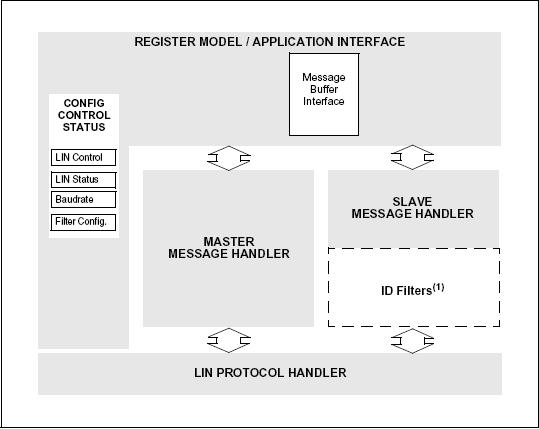 REGISTER MODEL / APPLICATION INTERFACE
Message
Buffer
Interface
CONFIG
CONTROL
STATUS
LIN Control
LIN Status
Baudrate
Filter Config.
MASTER
MESSAGE HANDLER
SLAVE
MESSAGE HANDLER
ID Filters(1)
LIN PROTOCOL HANDLER